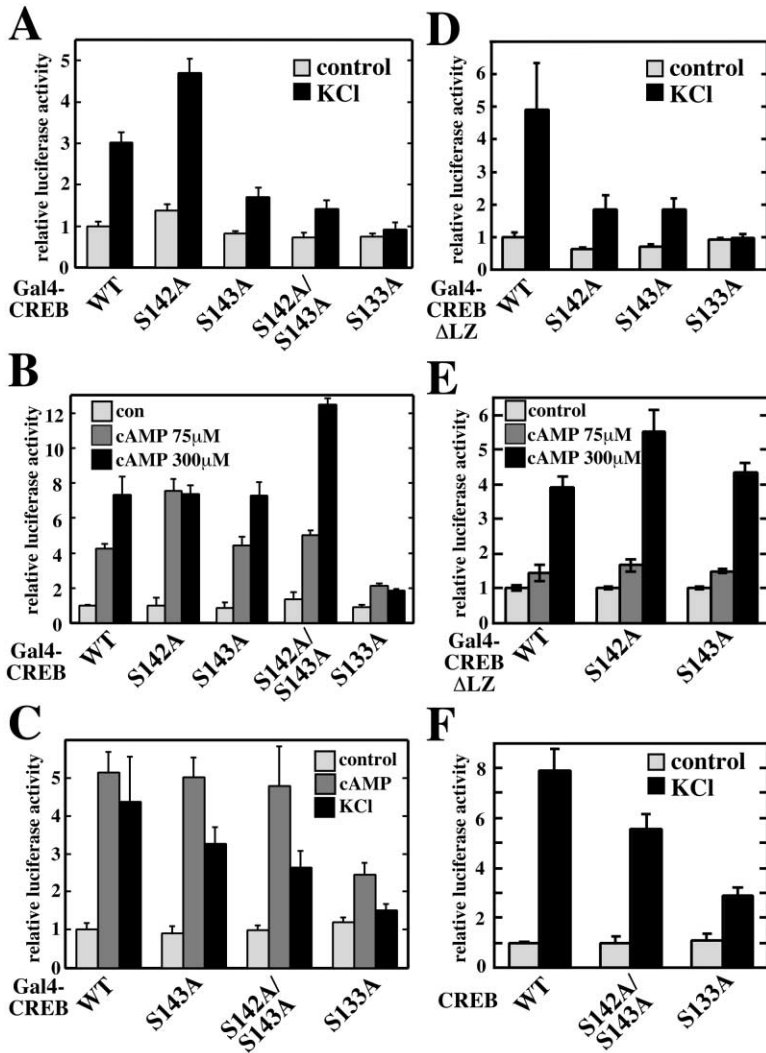 A
relative luciferase activity
5
4
3
2
1
0
control
KCl
Gal4-
CREB
WT
S142A
S143A
S142A/
S143A
S133A
B
relative luciferase activity
12
10
8
6
4
2
0
con
cAMP 75μM
cAMP 300μM
Gal4-
CREB
WT
S142A
S143A
S142A/
S143A
S133A
C
relative luciferase activity
5
4
3
2
1
0
control
cAMP
KCl
Gal4-
CREB
WT
S143A
S142A/
S143A
S133A
D
relative luciferase activity
6
5
4
3
2
1
0
control
KCl
Gal4-
CREB
ΔLZ
WT
S142A
S143A
S133A
E
relative luciferase activity
6
5
4
3
2
1
0
control
cAMP 75μM
cAMP 300μM
Gal4-
CREB
ΔLZ
WT
S142A
S143A
F
relative luciferase activity
8
6
4
2
0
control
KCl
CREB
WT
S142A/
S143A
S133A